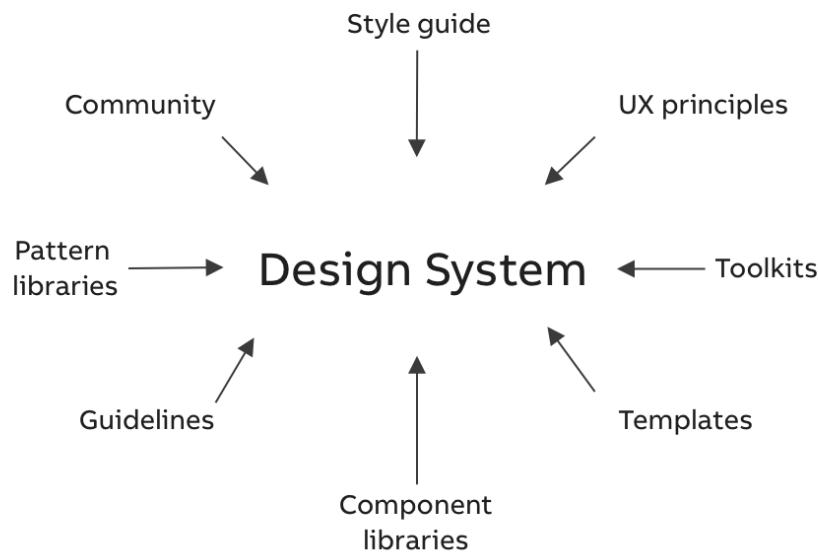 Style guide
Community
UX principles
Pattern
libraries
Design System
Toolkits
Guidelines
Templates
Component
libraries